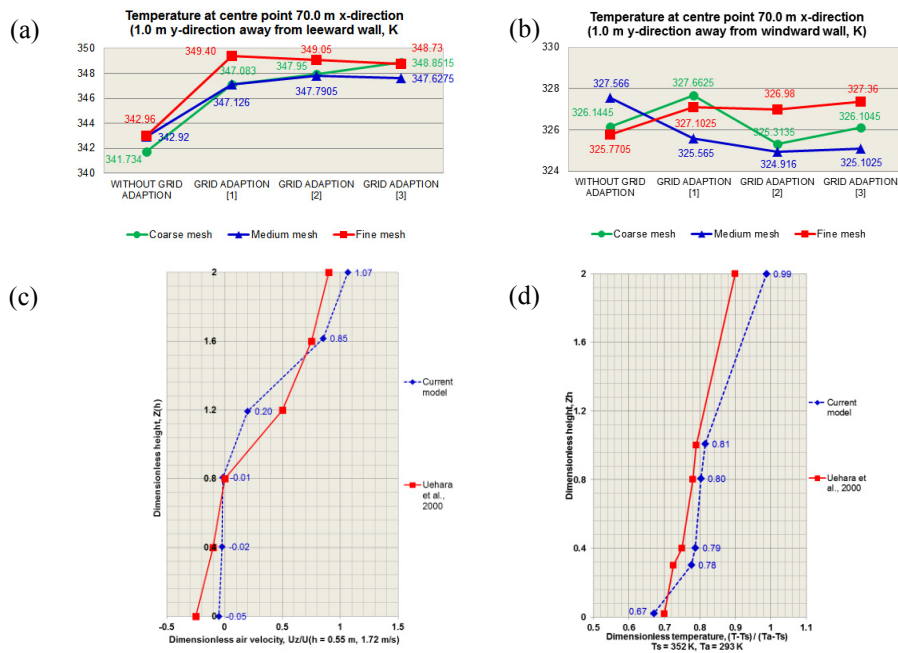 (a)
Temperature at centre point 70.0 m x-direction
(1.0 m y-direction away from leeward wall, K)
350
348
346
344
342
340
349.40
349.05
348.73
347.083
347.95
348.8515
347.126
347.7905
347.6275
342.96
342.92
341.734
WITHOUT GRID ADAPTION
GRID ADAPTION [1]
GRID ADAPTION [2]
GRID ADAPTION [3]
Coarse mesh
Medium mesh
Fine mesh
(b)
Temperature at centre point 70.0 m x-direction
(1.0 m y-direction away from windward wall, K)
330
328
326
324
327.566
327.6625
326.98
327.36
326.1445
327.1025
325.3135
326.1045
325.7705
325.565
324.916
325.1025
WITHOUT GRID ADAPTION
GRID ADAPTION [1]
GRID ADAPTION [2]
GRID ADAPTION [3]
Coarse mesh
Medium mesh
Fine mesh
(c)
Dimensionless height, Z(h)
2
1.6
1.2
0.8
0.4
0
1.07
0.85
0.20
-0.01
-0.02
-0.05
-0.5
0
0.5
1
1.5
Dimensionless air velocity, Uz/U(h = 0.55 m, 1.72 m/s)
Current model
Uehara et al., 2000
(d)
Dimensionless height, Zh
2
1.6
1.2
0.8
0.4
0
0.99
0.81
0.80
0.79
0.78
0.67
0.5
0.6
0.7
0.8
0.9
1
1.1
Dimensionless temperature, (T-Ts) / (Ta-Ts)
Ts = 352 K, Ta = 293 K
Current model
Uehara et al., 2000